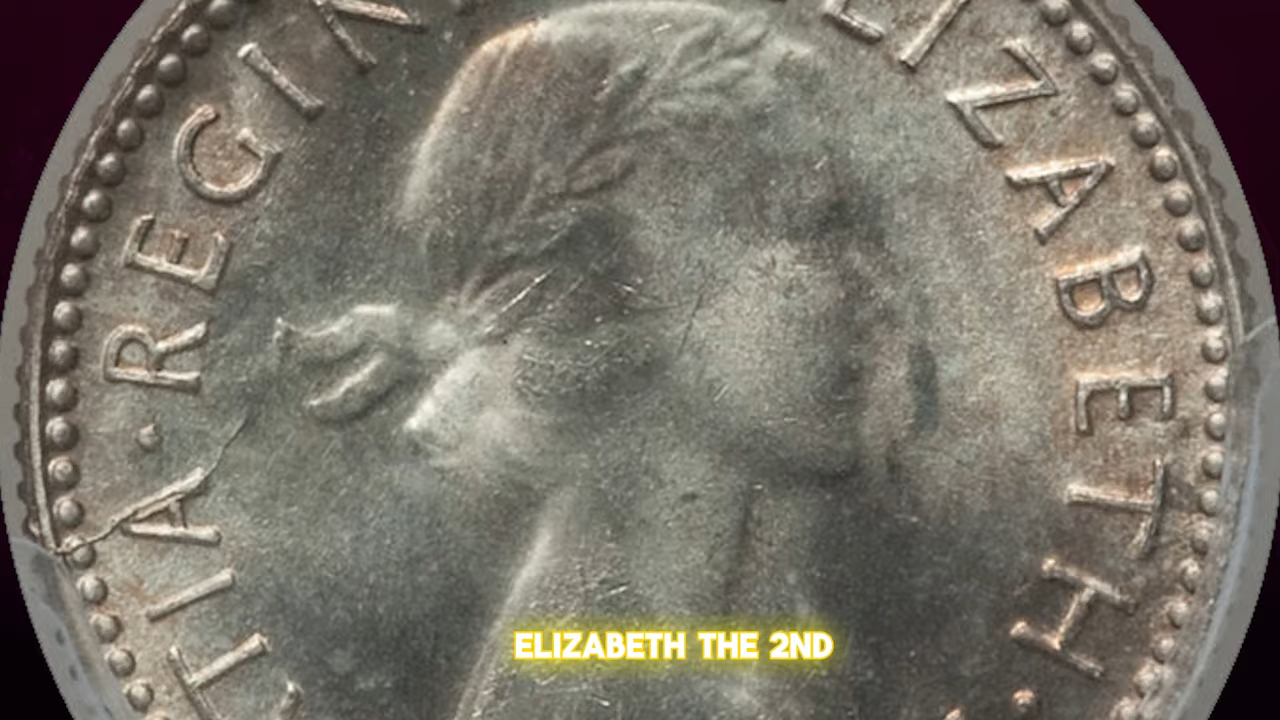 TIA · REGIN
ELIZABETH ·
ELIZABETH THE 2ND